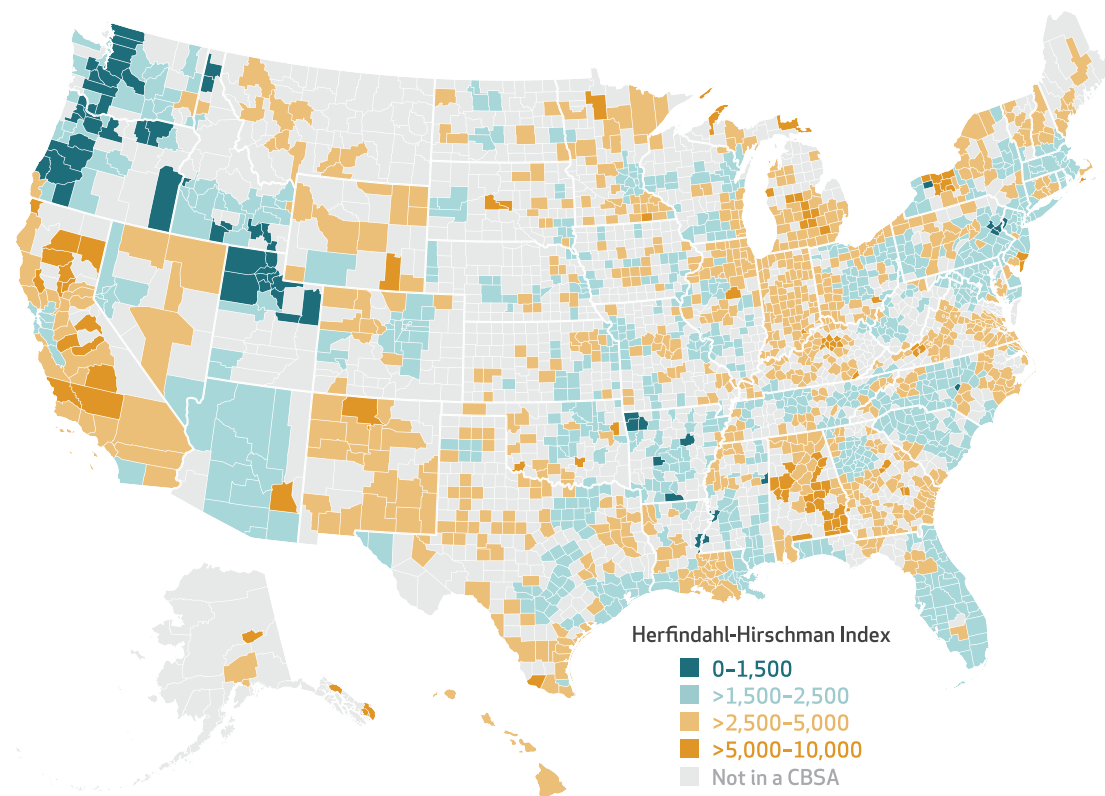 Herfindahl-Hirschman Index
0–1,500
>1,500–2,500
>2,500–5,000
>5,000–10,000
Not in a CBSA